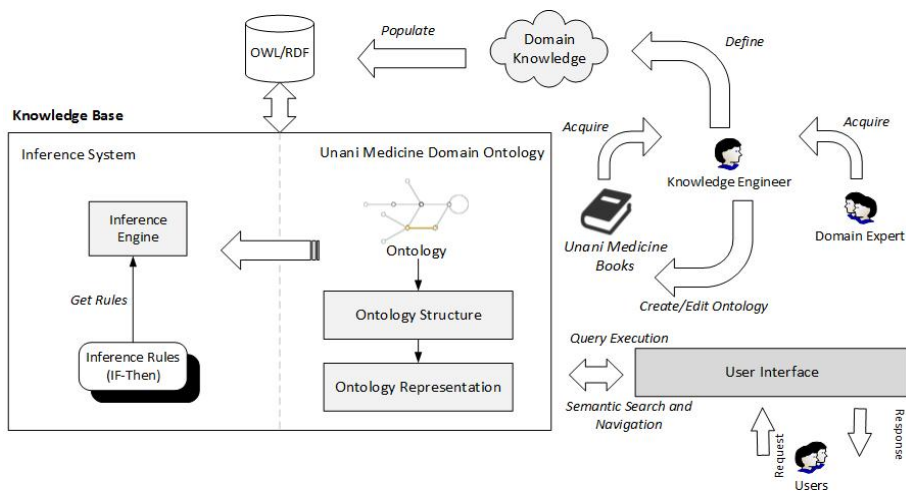 OWL/RDF
Populate
Domain
Knowledge
Define
Knowledge Base
Inference System
Unani Medicine Domain Ontology
Acquire
Acquire
Knowledge Engineer
Domain Expert
Unani Medicine
Books
Create/Edit Ontology
Inference
Engine
Get Rules
Inference Rules
(IF-Then)
Ontology
Ontology Structure
Ontology Representation
Query Execution
Semantic Search and
Navigation
User Interface
Request
Response
Users